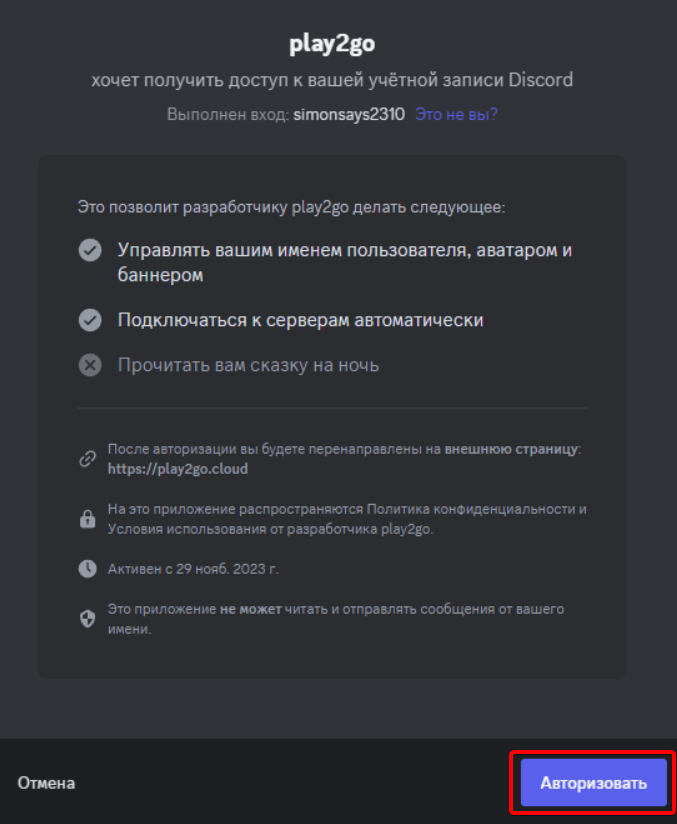 play2go
хочет получить доступ к вашей учётной записи Discord
Выполнен вход: simonsays2310 Это не вы?
Это позволит разработчику play2go делать следующее:
Управлять вашим именем пользователя, аватаром и
баннером
Подключаться к серверам автоматически
Прочитать вам сказку на ночь
После авторизации вы будете перенаправлены на внешнюю страницу:
https://play2go.cloud
На это приложение распространяются Политика конфиденциальности и
Условия использования от разработчика play2go.
Активен с 29 нояб. 2023 г.
Это приложение не может читать и отправлять сообщения от вашего
имени.
Отмена
Авторизовать